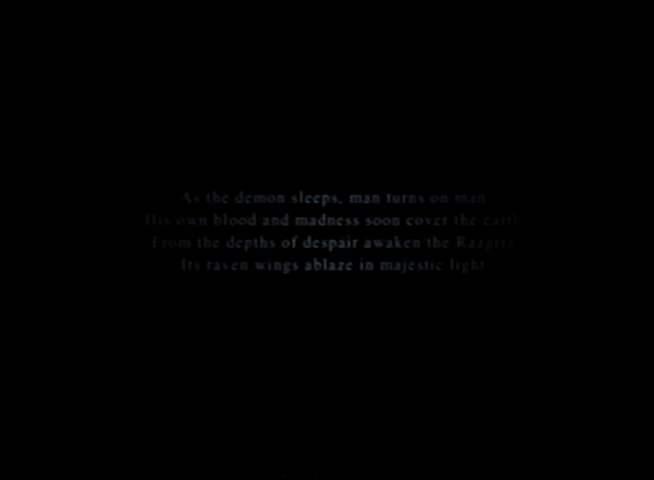 As the demon sleeps, man turns on man
His own blood and madness soon cover the earth
From the depths of despair awaken the Razgriz
Its raven wings ablaze in majestic light